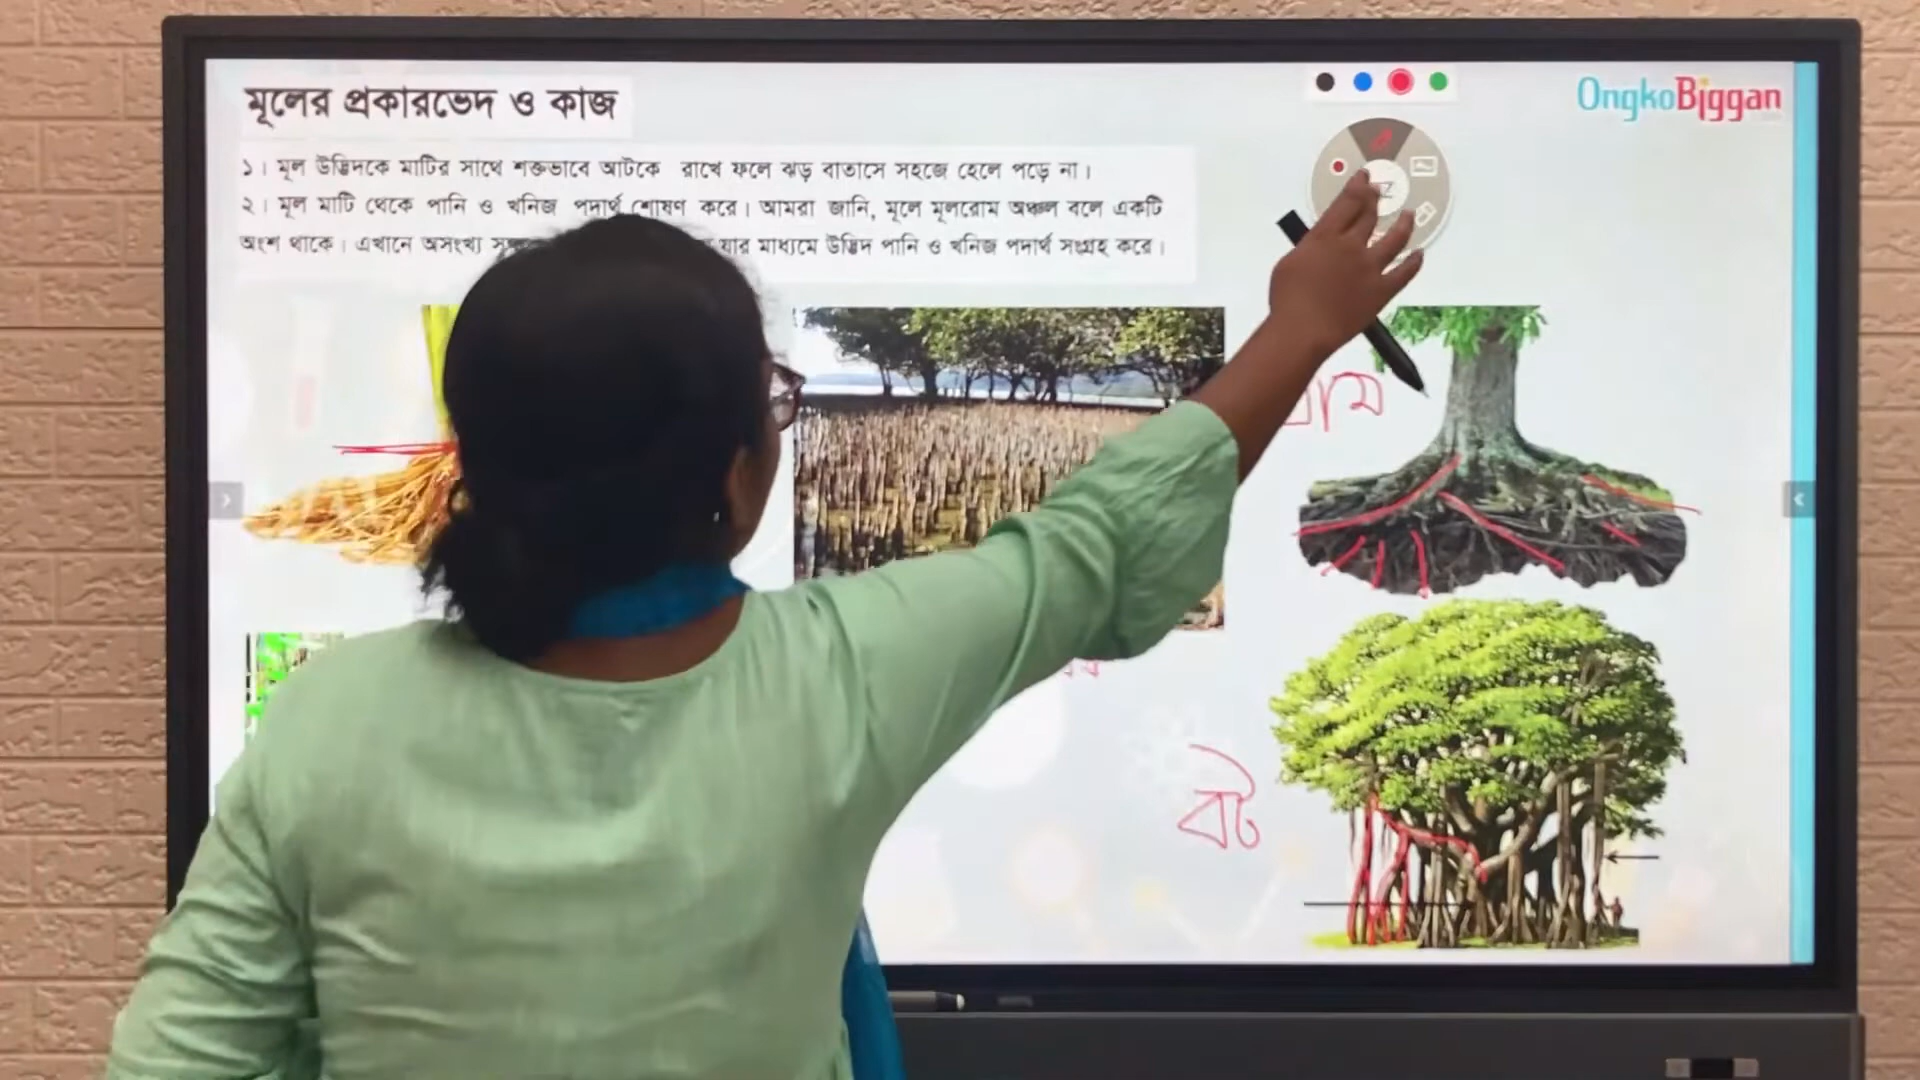 মূলের প্রকারভেদ ও কাজ
OngkoBiggan
১। মূল উদ্ভিদকে মাটির সাথে শক্তভাবে আটকে রাখে ফলে ঝড় বাতাসে সহজে হেলে পড়ে না।
২। মূল মাটি থেকে পানি ও খনিজ পদার্থ শোষণ করে। আমরা জানি, মূলে মূলরোম অঞ্চল বলে একটি
অংশ থাকে। এখানে অসংখ্য যার মাধ্যমে উদ্ভিদ পানি ও খনিজ পদার্থ সংগ্রহ করে।
বট